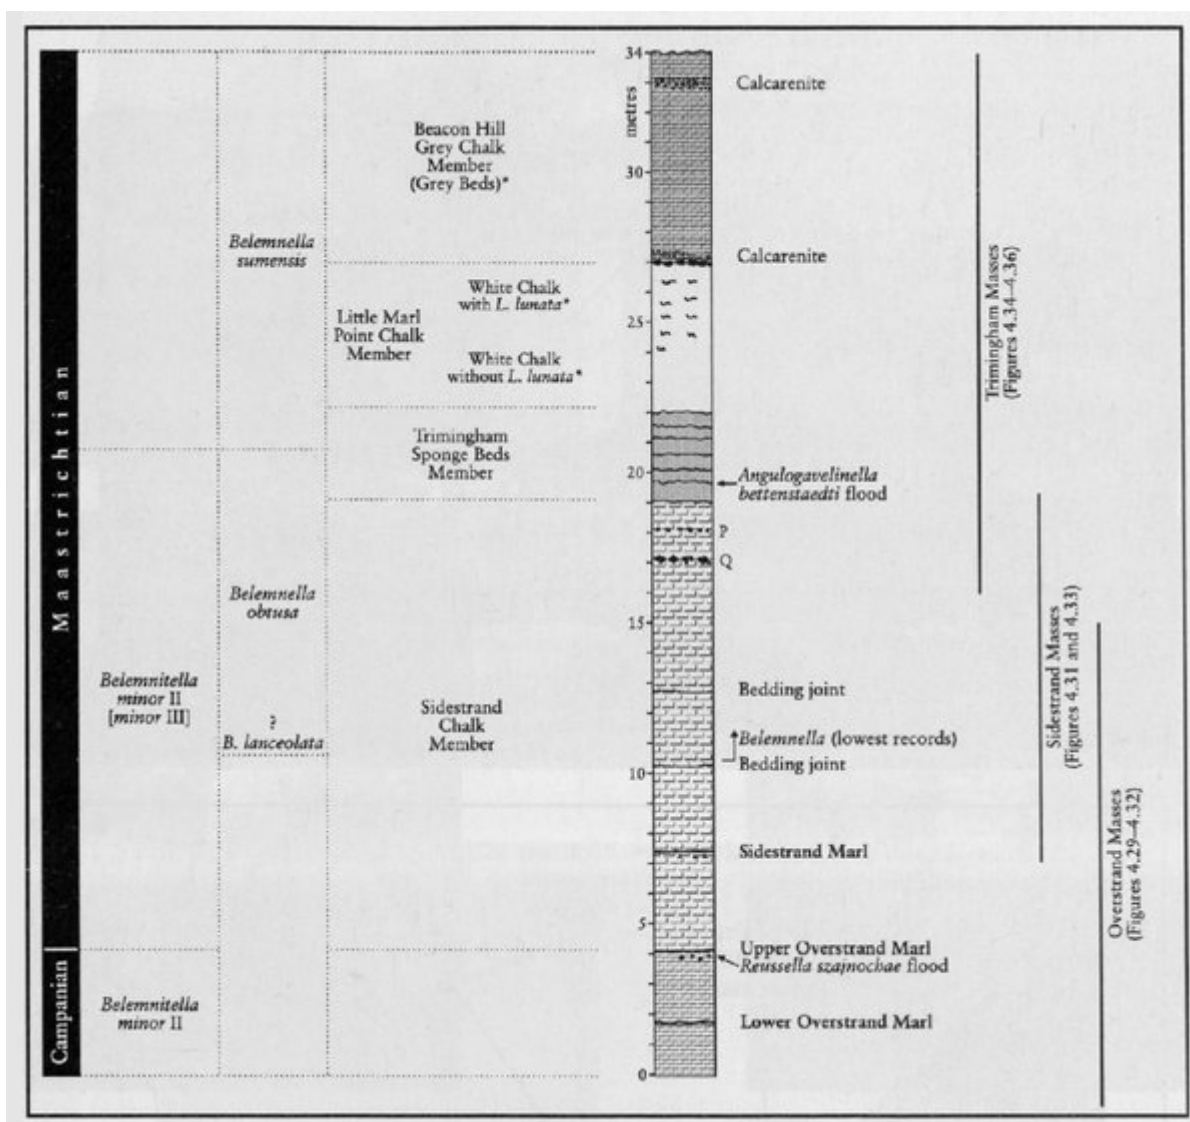 Maastrichtian
Campanian
Belemnitella
minor II
[minor III]
Belemnitella
minor II
Belemnella
sumensis
Belemnella
obtusa
?
B. lanceolata
Beacon Hill
Grey Chalk
Member
(Grey Beds)*
Little Marl
Point Chalk
Member
White Chalk
with L. lunata*
White Chalk
without L. lunata*
Trimingham
Sponge Beds
Member
Sidestrand
Chalk
Member
metres
34
30
25
20
15
10
5
0
Calcarenite
Calcarenite
Angulogavelinella
bettenstaedti flood
P
Q
Bedding joint
Belemnella (lowest records)
Bedding joint
Sidestrand Marl
Upper Overstrand Marl
Reussella szajnochae flood
Lower Overstrand Marl
Trimingham Masses
(Figures 4.34–4.36)
Sidestrand Masses
(Figures 4.31 and 4.33)
Overstrand Masses
(Figures 4.29–4.32)